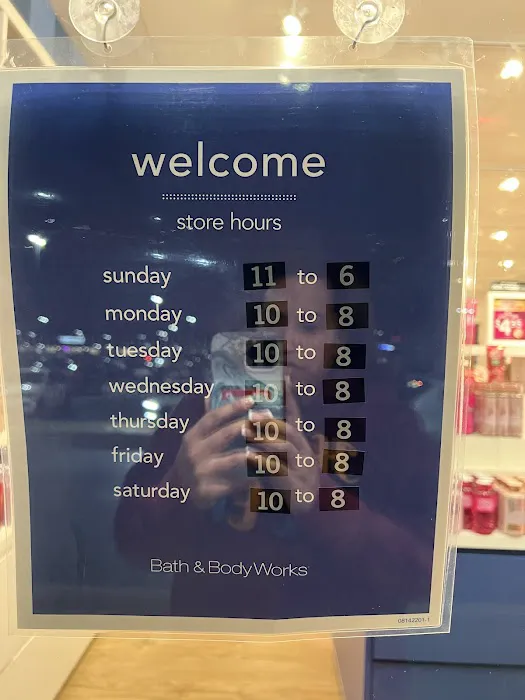 welcome
store hours
sunday 11 to 6
monday 10 to 8
tuesday 10 to 8
wednesday 10 to 8
thursday 10 to 8
friday 10 to 8
saturday 10 to 8
Bath & Body Works